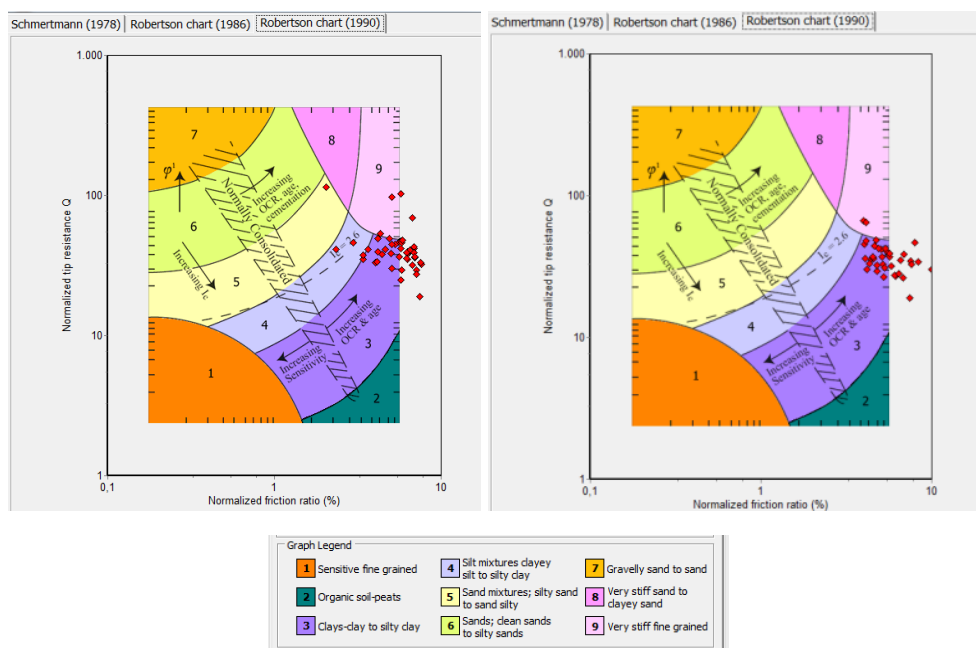 Schmertmann (1978) Robertson chart (1986) Robertson chart (1990)
1.000
100
10
1
0,1
1
10
Normalized tip resistance Q
Normalized friction ratio (%)
7
8
9
6
5
4
3
1
2
φ'
Increasing
OCR, age,
cementation
Normally Consolidated
Increasing Ic
Ic = 2.6
Increasing
OCR & age
Increasing
Sensitivity
Schmertmann (1978) Robertson chart (1986) Robertson chart (1990)
1.000
100
10
1
0,1
1
10
Normalized tip resistance Q
Normalized friction ratio (%)
7
8
9
6
5
4
3
1
2
φ'
Increasing
OCR, age,
cementation
Normally Consolidated
Increasing Ic
Ic = 2.6
Increasing
OCR & age
Increasing
Sensitivity
Graph Legend
1 Sensitive fine grained
2 Organic soil-peats
3 Clays-clay to silty clay
4 Silt mixtures clayey
silt to silty clay
5 Sand mixtures; silty sand
to sand silty
6 Sands; clean sands
to silty sands
7 Gravelly sand to sand
8 Very stiff sand to
clayey sand
9 Very stiff fine grained